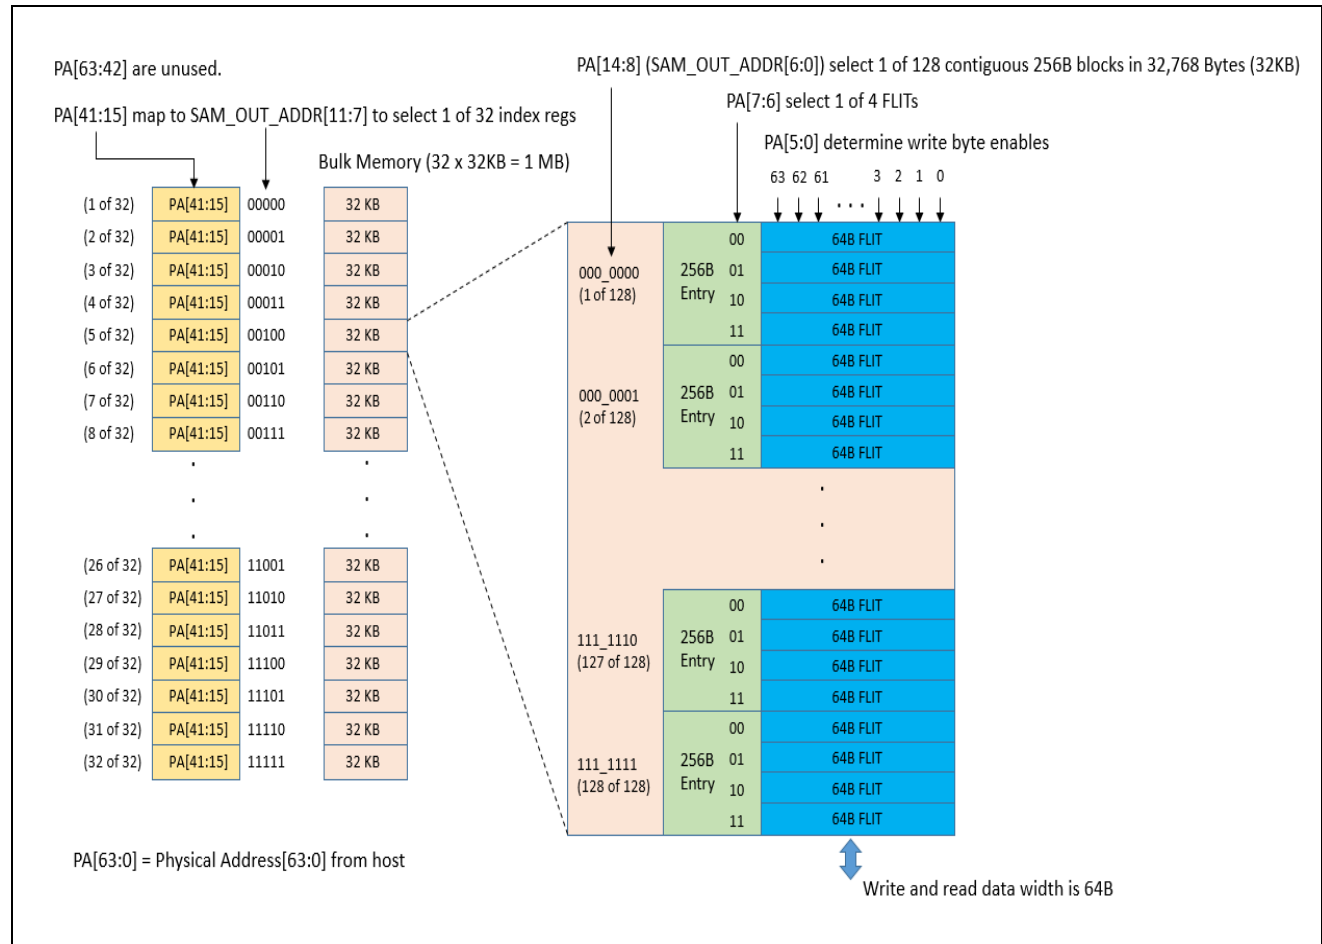 PA[63:42] are unused.
PA[41:15] map to SAM_OUT_ADDR[11:7] to select 1 of 32 index regs
Bulk Memory (32 x 32KB = 1 MB)
(1 of 32) PA[41:15] 00000 32 KB
(2 of 32) PA[41:15] 00001 32 KB
(3 of 32) PA[41:15] 00010 32 KB
(4 of 32) PA[41:15] 00011 32 KB
(5 of 32) PA[41:15] 00100 32 KB
(6 of 32) PA[41:15] 00101 32 KB
(7 of 32) PA[41:15] 00110 32 KB
(8 of 32) PA[41:15] 00111 32 KB
(26 of 32) PA[41:15] 11001 32 KB
(27 of 32) PA[41:15] 11010 32 KB
(28 of 32) PA[41:15] 11011 32 KB
(29 of 32) PA[41:15] 11100 32 KB
(30 of 32) PA[41:15] 11101 32 KB
(31 of 32) PA[41:15] 11110 32 KB
(32 of 32) PA[41:15] 11111 32 KB
PA[63:0] = Physical Address[63:0] from host
PA[14:8] (SAM_OUT_ADDR[6:0]) select 1 of 128 contiguous 256B blocks in 32,768 Bytes (32KB)
PA[7:6] select 1 of 4 FLITs
PA[5:0] determine write byte enables
63 62 61 . . . 3 2 1 0
00 64B FLIT
000_0000 256B 01 64B FLIT
(1 of 128) Entry 10 64B FLIT
11 64B FLIT
00 64B FLIT
000_0001 256B 01 64B FLIT
(2 of 128) Entry 10 64B FLIT
11 64B FLIT
00 64B FLIT
111_1110 256B 01 64B FLIT
(127 of 128) Entry 10 64B FLIT
11 64B FLIT
00 64B FLIT
111_1111 256B 01 64B FLIT
(128 of 128) Entry 10 64B FLIT
11 64B FLIT
Write and read data width is 64B